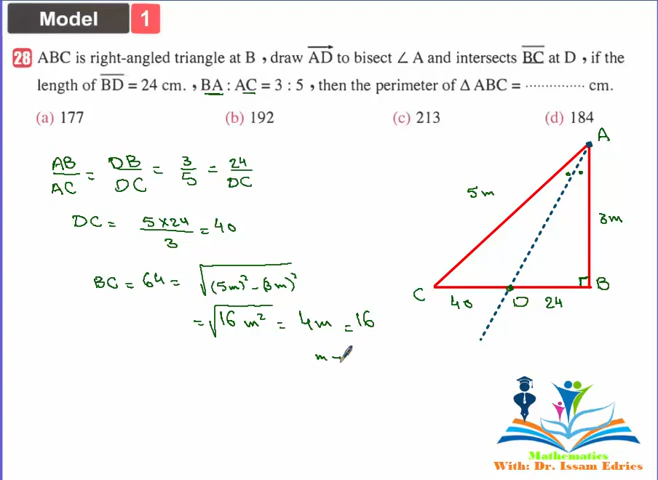 Model 1
28 ABC is right-angled triangle at B , draw AD to bisect ∠ A and intersects BC at D , if the
length of BD = 24 cm. , BA : AC = 3 : 5 , then the perimeter of Δ ABC = ·············· cm.
(a) 177 (b) 192 (c) 213 (d) 184
AB/AC = DB/DC = 3/5 = 24/DC
DC = 5×24/3 = 40
BC = 64 = √(5m)² - (3m)²
= √16 m² = 4m = 16
m =
A
5m
3m
C
B
40 D 24
Mathematics
With: Dr. Issam Edries